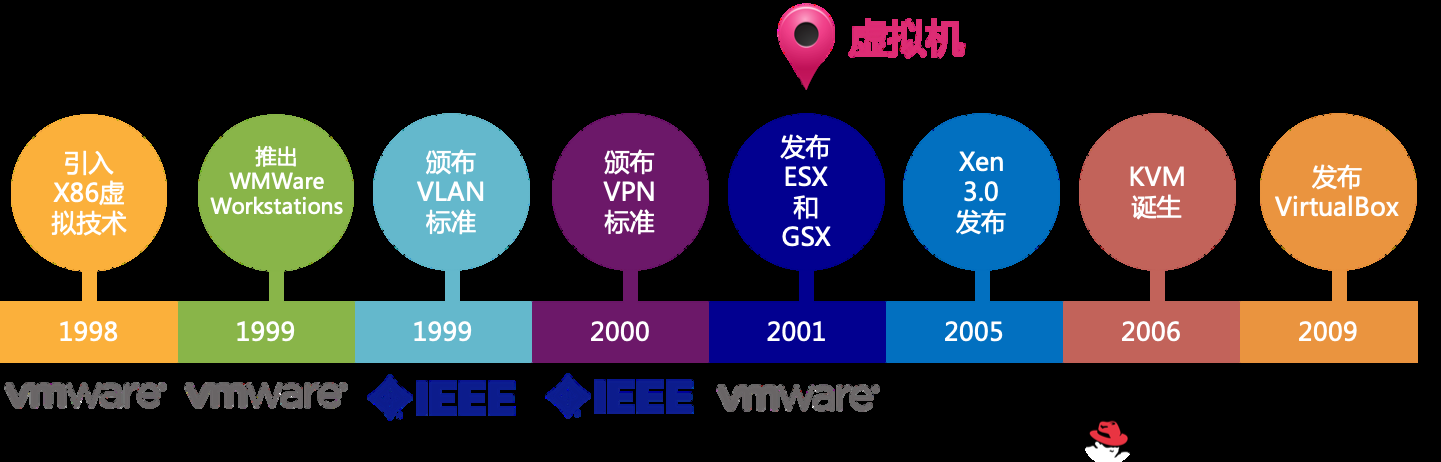 虚拟机
引入
X86虚
拟技术
推出
WMWare
Workstations
颁布
VLAN
标准
颁布
VPN
标准
发布
ESX
和
GSX
Xen
3.0
发布
KVM
诞生
发布
VirtualBox
1998
1999
1999
2000
2001
2005
2006
2009
vmware®
vmware®
IEEE
IEEE
vmware®